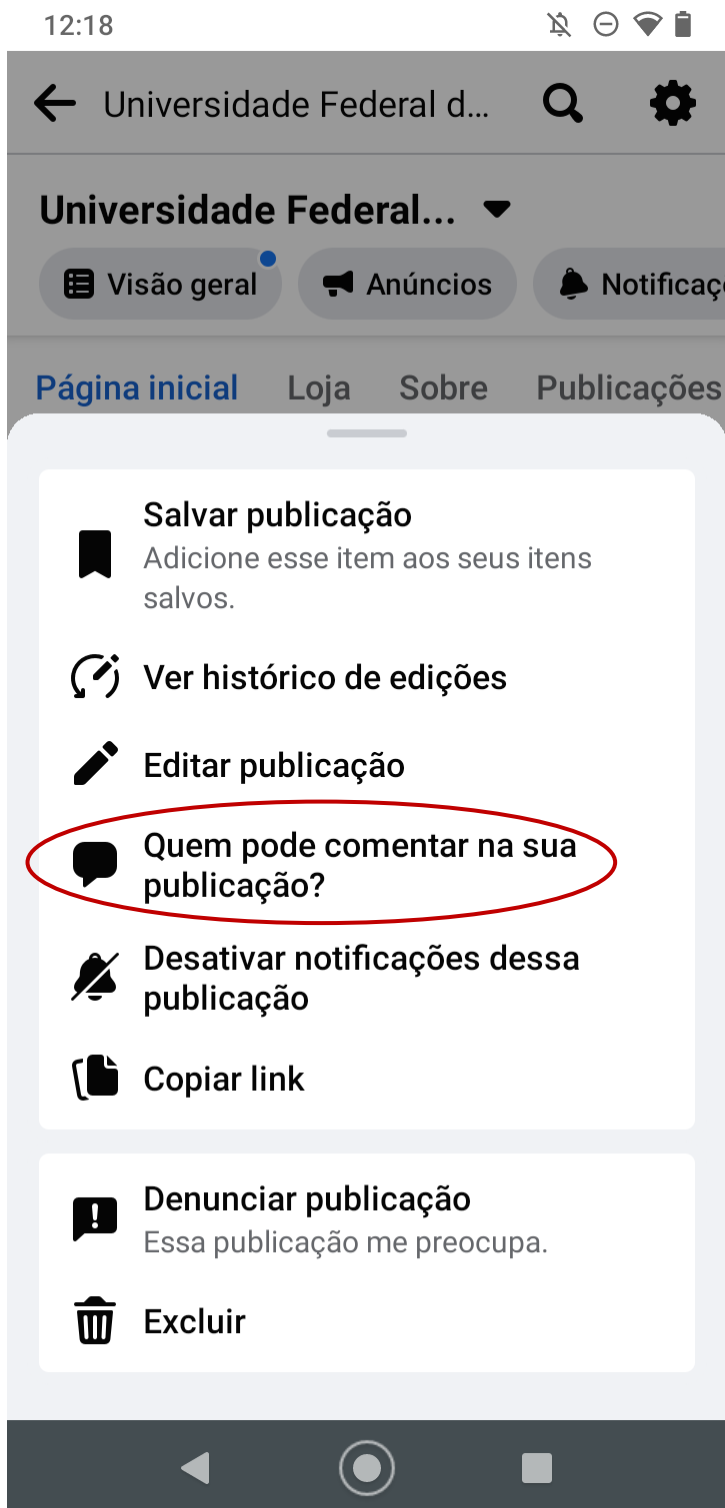 12:18
Universidade Federal d...
Universidade Federal...
Visão geral
Anúncios
Notificaç
Página inicial
Loja
Sobre
Publicações
Salvar publicação
Adicione esse item aos seus itens
salvos.
Ver histórico de edições
Editar publicação
Quem pode comentar na sua
publicação?
Desativar notificações dessa
publicação
Copiar link
Denunciar publicação
Essa publicação me preocupa.
Excluir